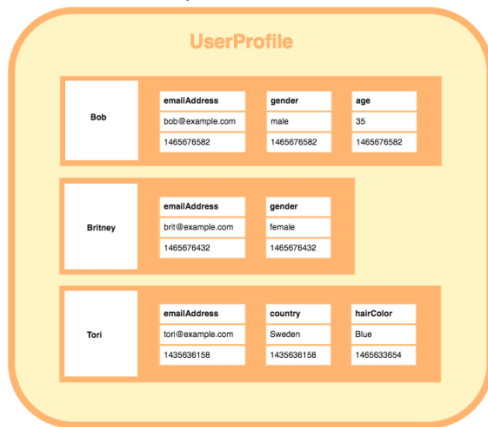 UserProfile
emailAddress gender age
Bob
bob@example.com male 35
1465676582 1465676582 1465676582
emailAddress gender
Britney
brit@example.com female
1465676432 1465676432
emailAddress country hairColor
Tori
tori@example.com Sweden Blue
1435636158 1435636158 1465633654